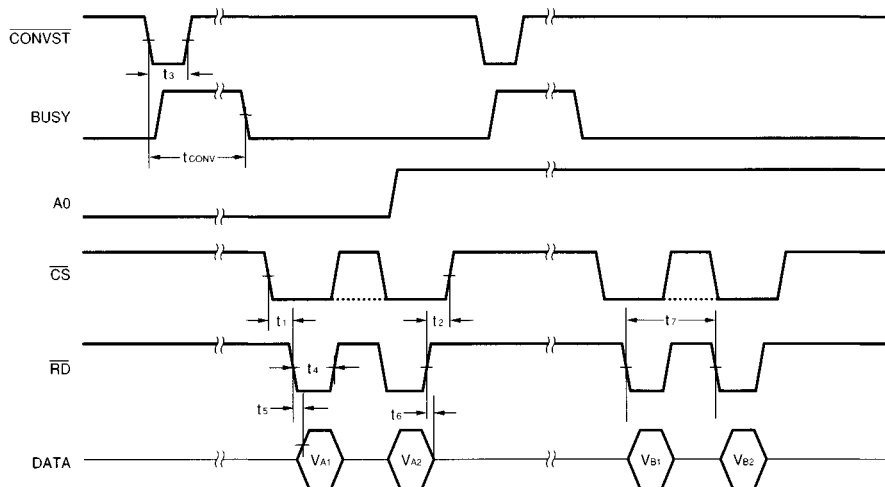 CONVST
t3
BUSY
tCONV
A0
CS
t1
t2
t7
RD
t4
t5
t6
DATA
VA1
VA2
VB1
VB2